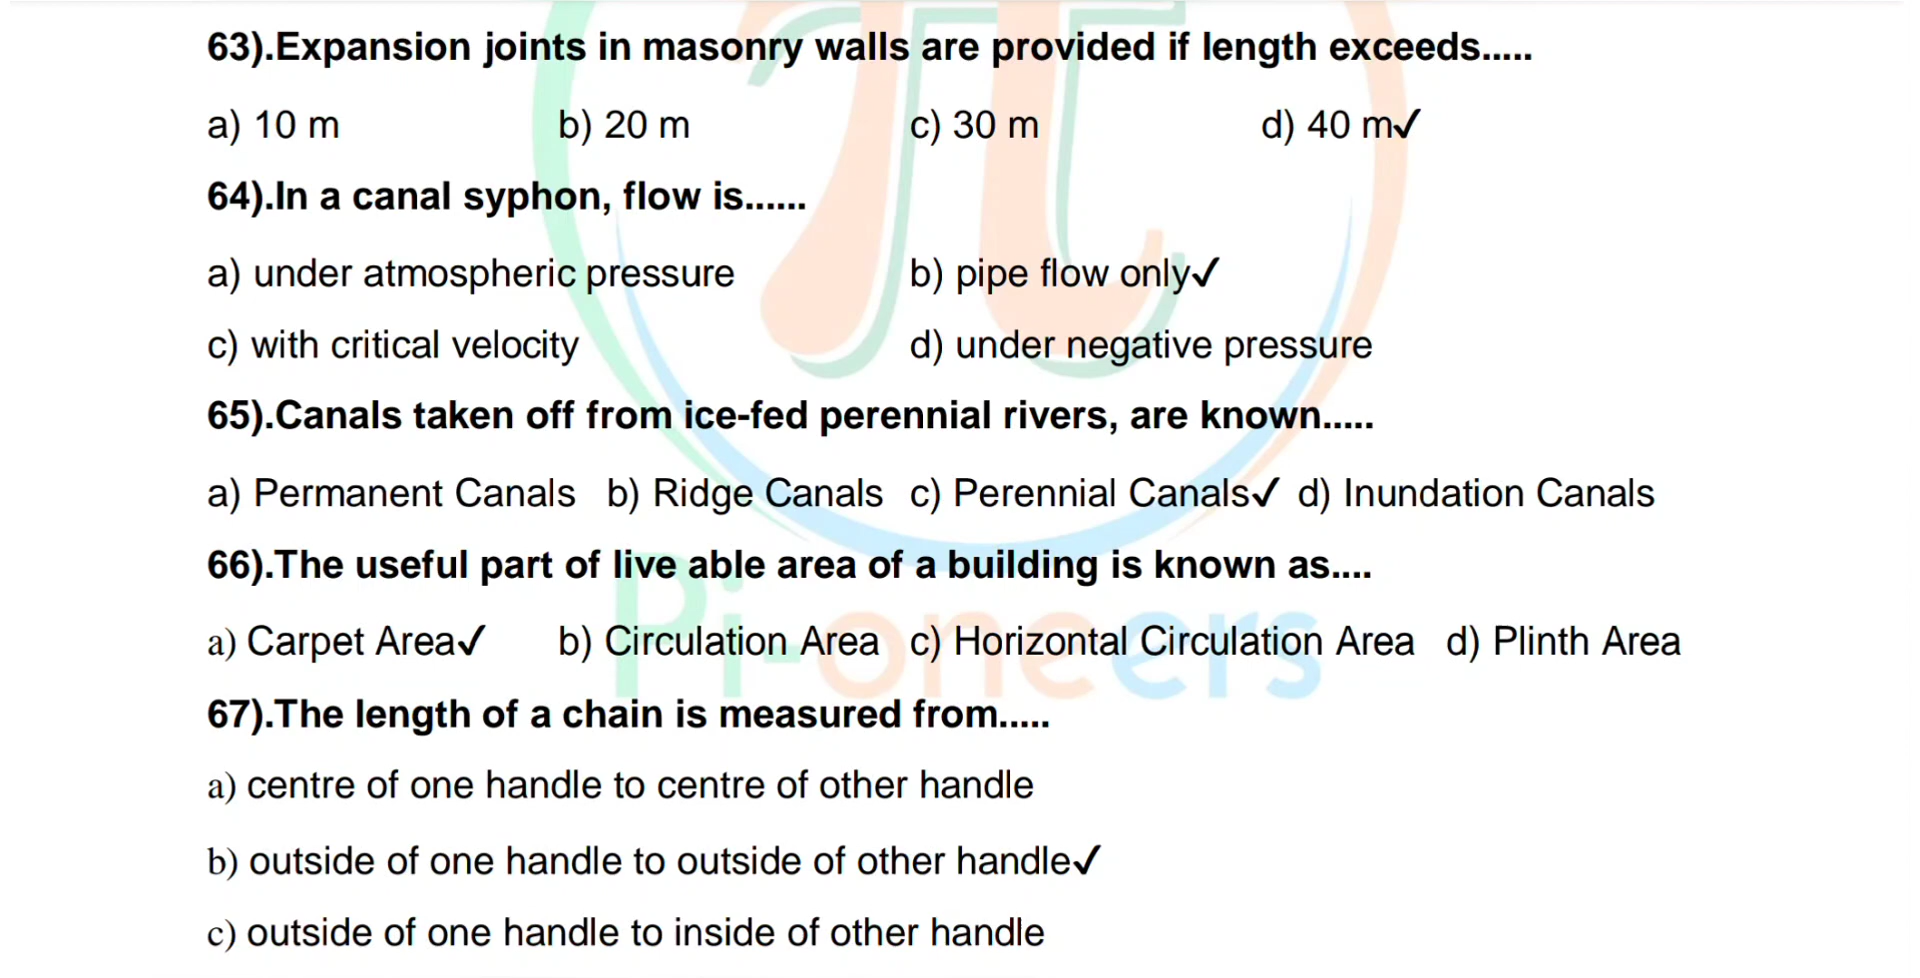 63).Expansion joints in masonry walls are provided if length exceeds.....
a) 10 m b) 20 m c) 30 m d) 40 m✓
64).In a canal syphon, flow is......
a) under atmospheric pressure b) pipe flow only✓
c) with critical velocity d) under negative pressure
65).Canals taken off from ice-fed perennial rivers, are known.....
a) Permanent Canals b) Ridge Canals c) Perennial Canals✓ d) Inundation Canals
66).The useful part of live able area of a building is known as....
Pi-oneers
a) Carpet Area✓ b) Circulation Area c) Horizontal Circulation Area d) Plinth Area
67).The length of a chain is measured from.....
a) centre of one handle to centre of other handle
b) outside of one handle to outside of other handle✓
c) outside of one handle to inside of other handle